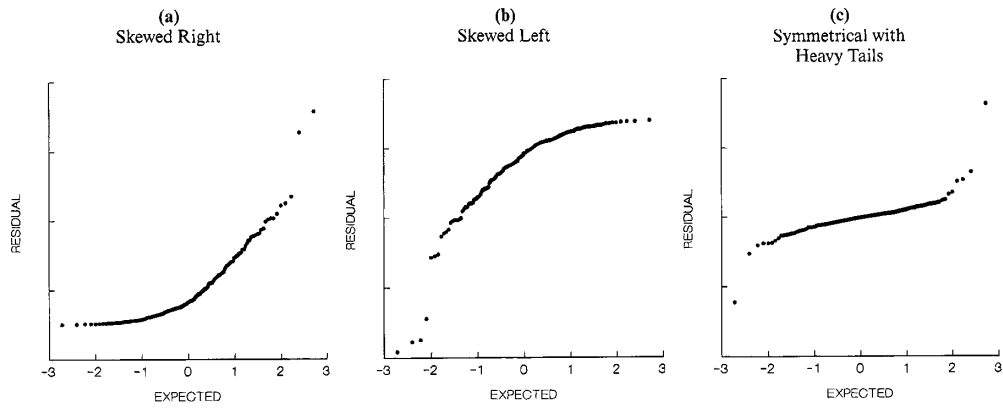 (a)
Skewed Right
RESIDUAL
-3 -2 -1 0 1 2 3
EXPECTED
(b)
Skewed Left
RESIDUAL
-3 -2 -1 0 1 2 3
EXPECTED
(c)
Symmetrical with
Heavy Tails
RESIDUAL
-3 -2 -1 0 1 2 3
EXPECTED